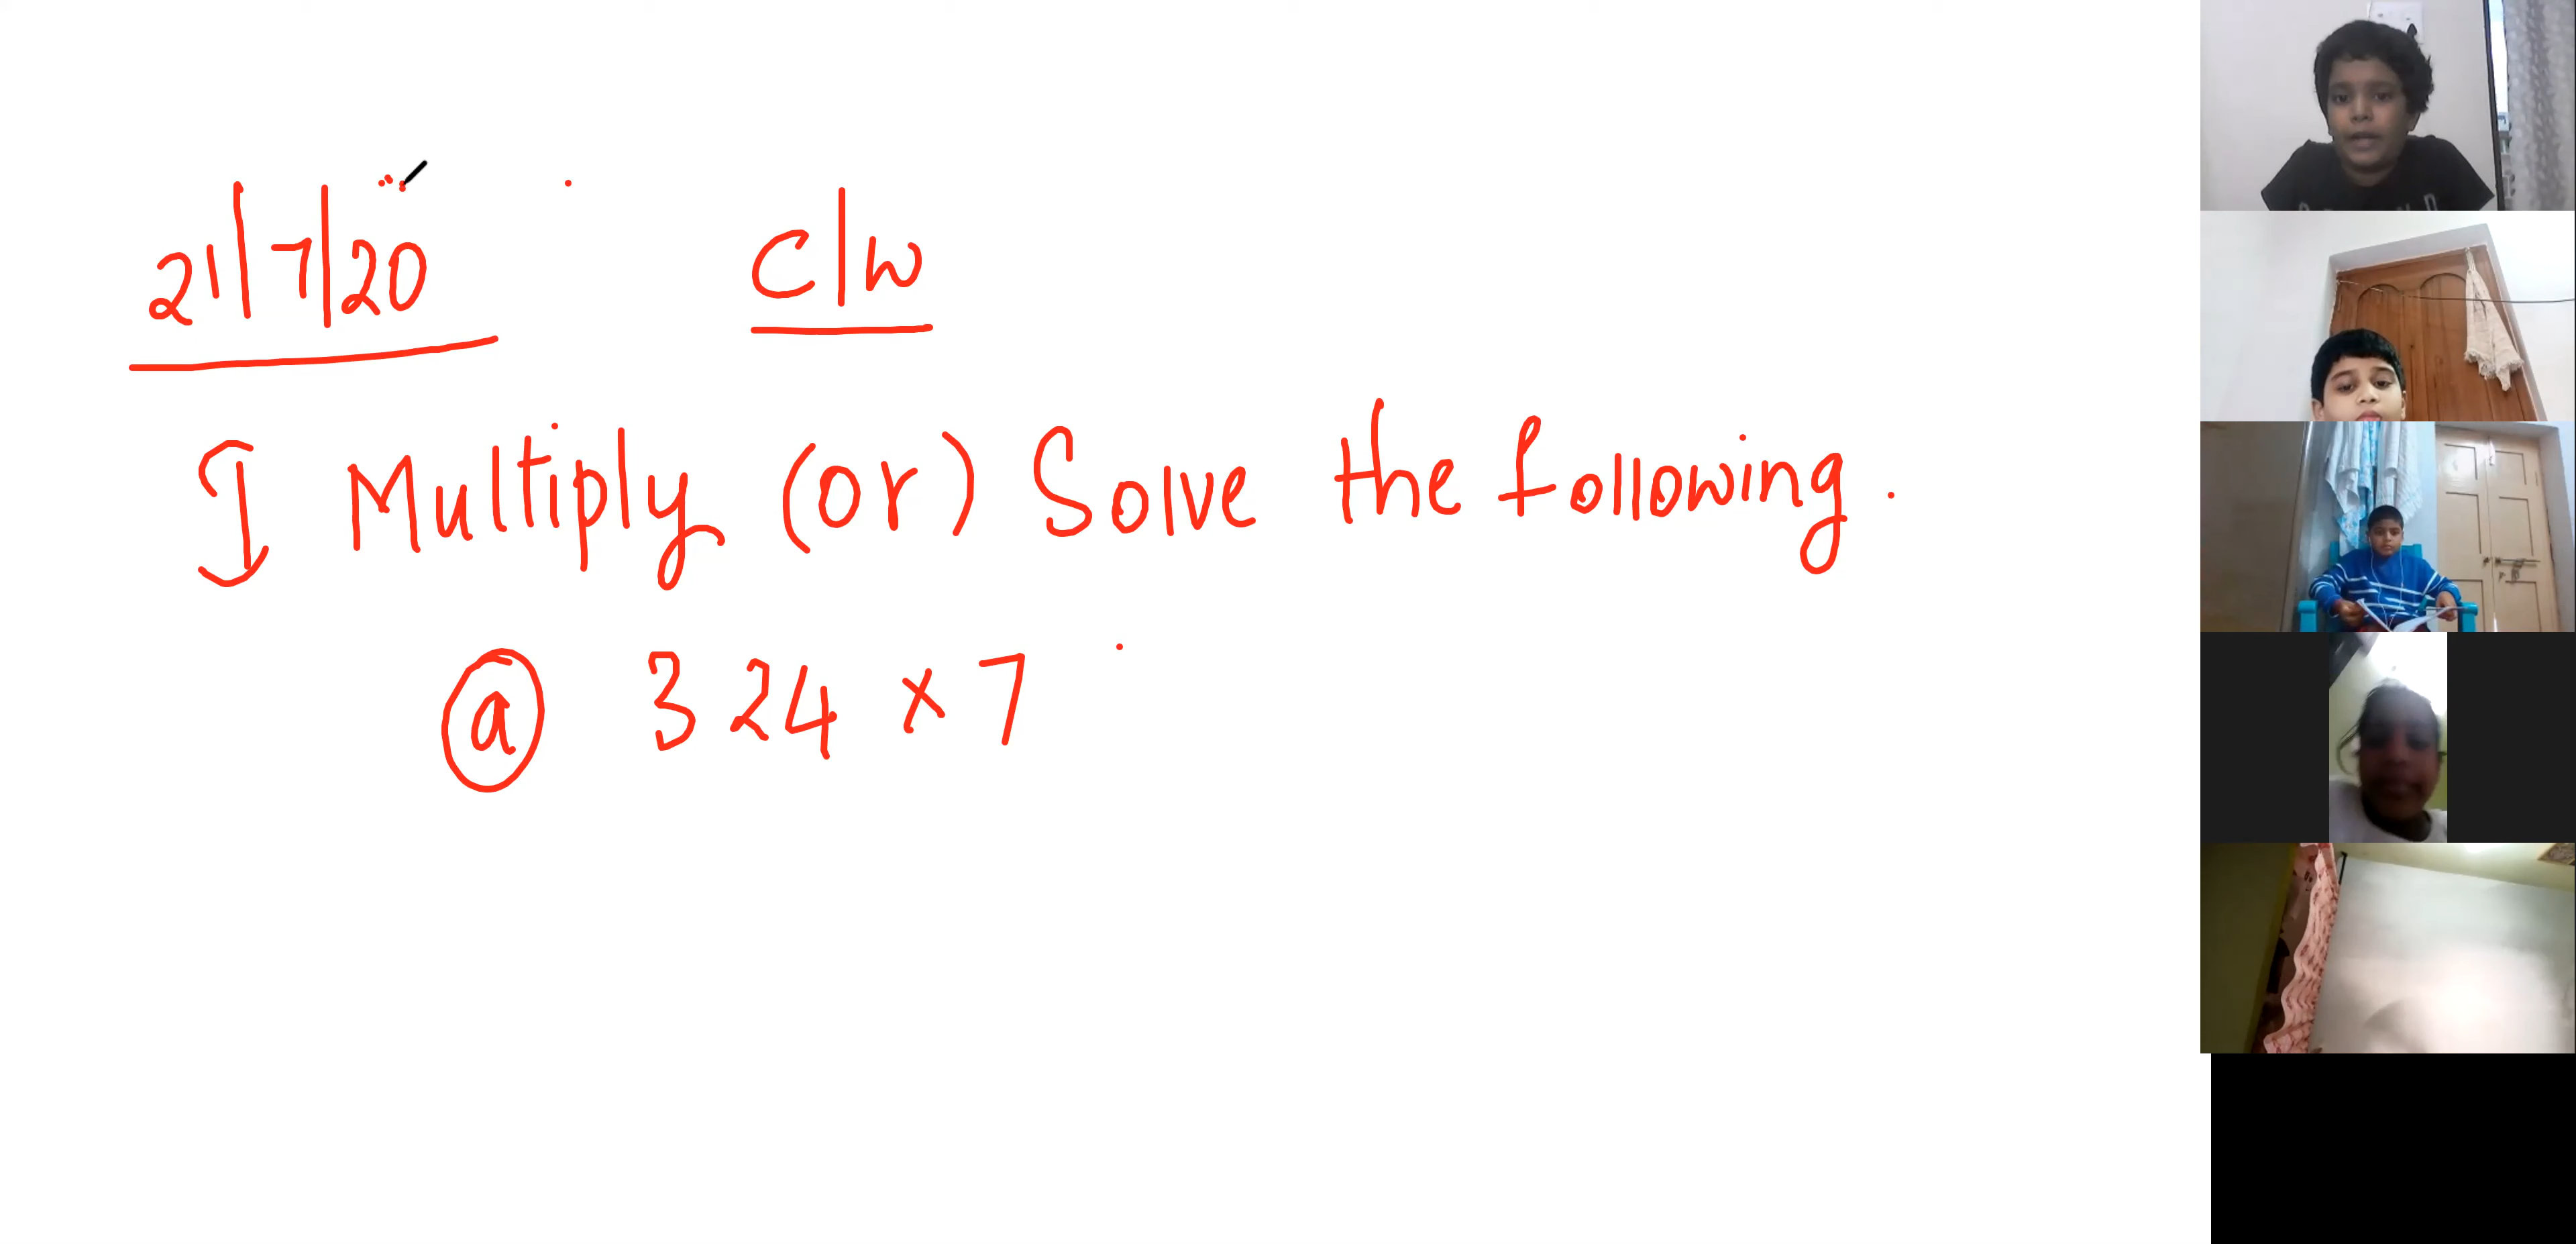 21/7/20 C/W
I Multiply (or) Solve the following.
a 324 × 7